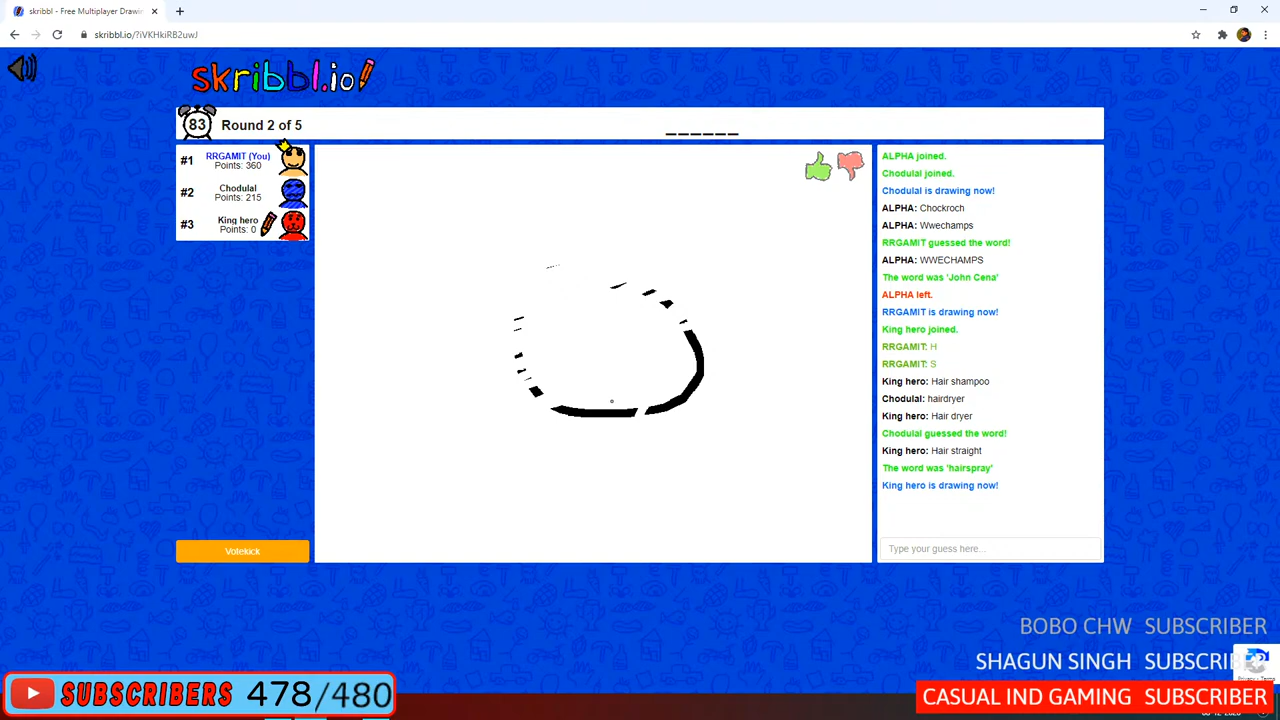 skribbl - Free Multiplayer Drawi
skribbl.io/?iVKHkiRB2uwJ
skribbl.io
83
Round 2 of 5
______
#1
RRGAMIT (You)
Points: 360
#2
Chodulal
Points: 215
#3
King hero
Points: 0
ALPHA joined.
Chodulal joined.
Chodulal is drawing now!
ALPHA: Chockroch
ALPHA: Wwechamps
RRGAMIT guessed the word!
ALPHA: WWECHAMPS
The word was 'John Cena'
ALPHA left.
RRGAMIT is drawing now!
King hero joined.
RRGAMIT: H
RRGAMIT: S
King hero: Hair shampoo
Chodulal: hairdryer
King hero: Hair dryer
Chodulal guessed the word!
King hero: Hair straight
The word was 'hairspray'
King hero is drawing now!
Votekick
Type your guess here...
BOBO CHW SUBSCRIBER
SHAGUN SINGH SUBSCRI
Privacy - Terms
CASUAL IND GAMING SUBSCRIBER
SUBSCRIBERS 478/480